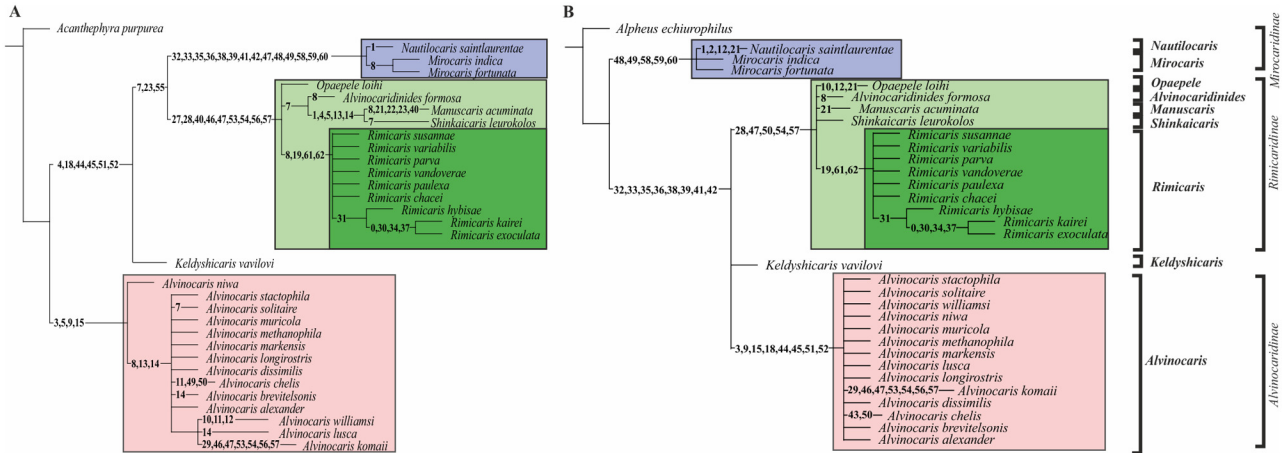 A
Acanthephyra purpurea
32,33,35,36,38,39,41,42,47,48,49,58,59,60
1
Nautilocaris saintlaurentae
8
Mirocaris indica
Mirocaris fortunata
7,23,55
27,28,40,46,47,53,54,56,57
Opaepele loihi
7
8
Alvinocaridinides formosa
1,4,5,13,14
8,21,22,23,40
Manuscaris acuminata
7
Shinkaicaris leurokolos
8,19,61,62
Rimicaris susannae
Rimicaris variabilis
Rimicaris parva
Rimicaris vandoverae
Rimicaris paulexa
Rimicaris chacei
31
Rimicaris hybisae
0,30,34,37
Rimicaris kairei
Rimicaris exoculata
4,18,44,45,51,52
Keldyshicaris vavilovi
3,5,9,15
Alvinocaris niwa
8,13,14
Alvinocaris stactophila
7
Alvinocaris solitaire
Alvinocaris muricola
Alvinocaris methanophila
Alvinocaris markensis
Alvinocaris longirostris
Alvinocaris dissimilis
11,49,50
Alvinocaris chelis
14
Alvinocaris brevitelsonis
Alvinocaris alexander
10,11,12
Alvinocaris williamsi
14
Alvinocaris lusca
29,46,47,53,54,56,57
Alvinocaris komaii
B
Alpheus echiurophilus
48,49,58,59,60
1,2,12,21
Nautilocaris saintlaurentae
Mirocaris indica
Mirocaris fortunata
32,33,35,36,38,39,41,42
28,47,50,54,57
10,12,21
Opaepele loihi
8
Alvinocaridinides formosa
21
Manuscaris acuminata
Shinkaicaris leurokolos
19,61,62
Rimicaris susannae
Rimicaris variabilis
Rimicaris parva
Rimicaris vandoverae
Rimicaris paulexa
Rimicaris chacei
31
Rimicaris hybisae
0,30,34,37
Rimicaris kairei
Rimicaris exoculata
Keldyshicaris vavilovi
3,9,15,18,44,45,51,52
Alvinocaris stactophila
Alvinocaris solitaire
Alvinocaris williamsi
Alvinocaris niwa
Alvinocaris muricola
Alvinocaris methanophila
Alvinocaris markensis
Alvinocaris lusca
Alvinocaris longirostris
29,46,47,53,54,56,57
Alvinocaris komaii
Alvinocaris dissimilis
43,50
Alvinocaris chelis
Alvinocaris brevitelsonis
Alvinocaris alexander
Nautilocaris
Mirocaris
Opaepele
Alvinocaridinides
Manuscaris
Shinkaicaris
Rimicaris
Keldyshicaris
Alvinocaris
Mirocaridinae
Rimicaridinae
Alvinocaridinae